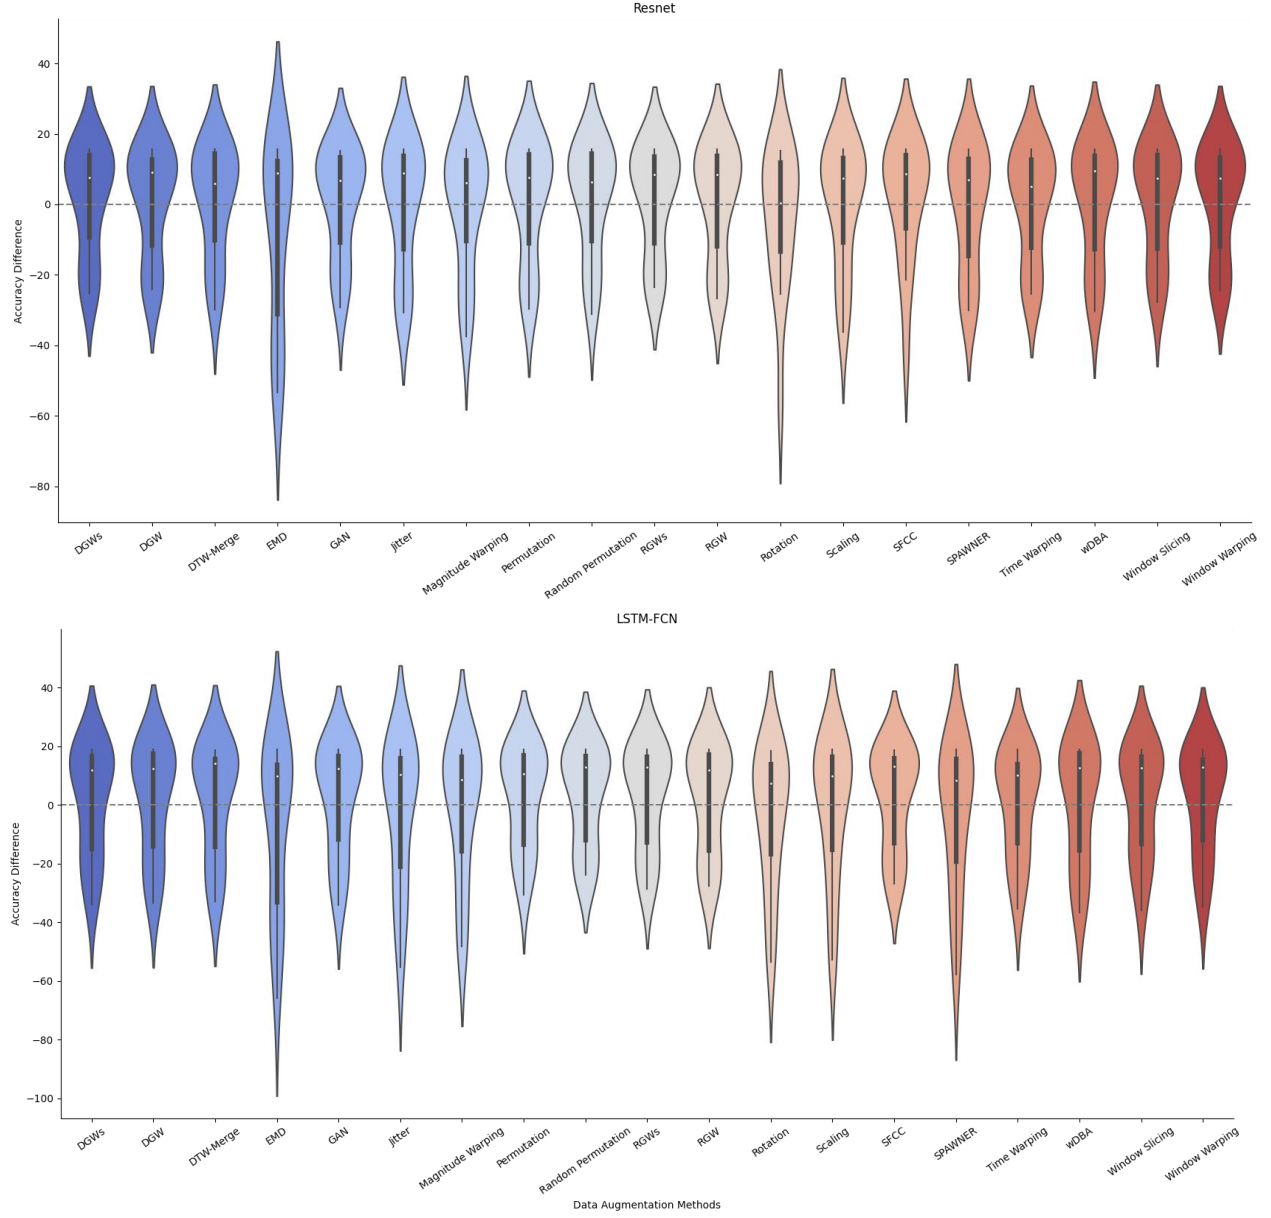 Resnet
Accuracy Difference
40
20
0
−20
−40
−60
−80
DGWs
DGW
DTW-Merge
EMD
GAN
Jitter
Magnitude Warping
Permutation
Random Permutation
RGWs
RGW
Rotation
Scaling
SFCC
SPAWNER
Time Warping
wDBA
Window Slicing
Window Warping
LSTM-FCN
Accuracy Difference
40
20
0
−20
−40
−60
−80
−100
DGWs
DGW
DTW-Merge
EMD
GAN
Jitter
Magnitude Warping
Permutation
Random Permutation
RGWs
RGW
Rotation
Scaling
SFCC
SPAWNER
Time Warping
wDBA
Window Slicing
Window Warping
Data Augmentation Methods